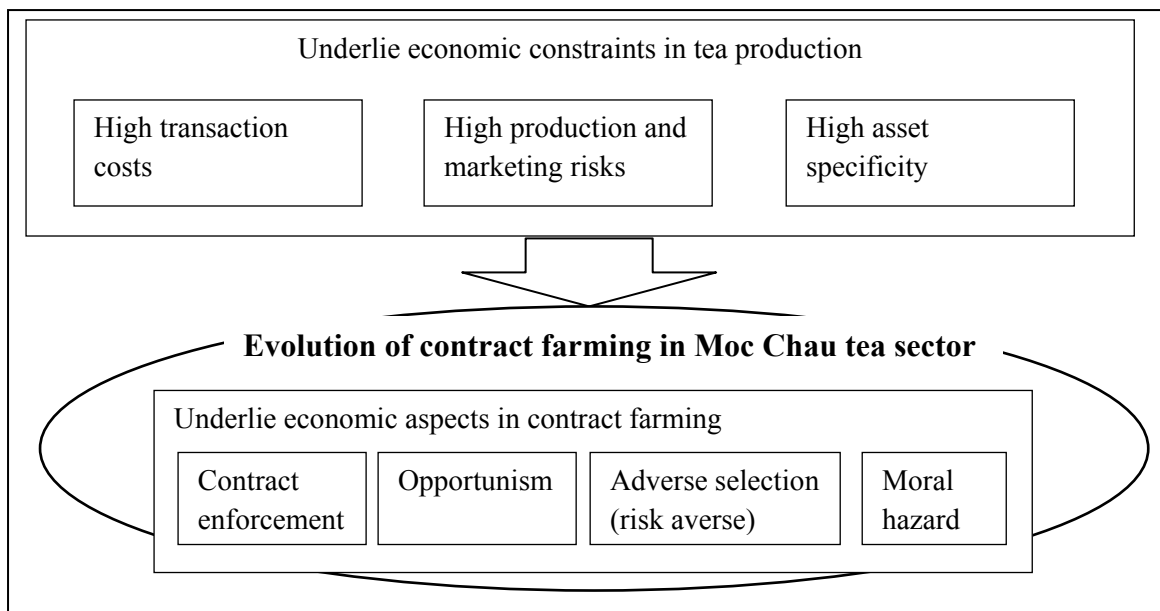 Underlie economic constraints in tea production
High transaction
costs
High production and
marketing risks
High asset
specificity
Evolution of contract farming in Moc Chau tea sector
Underlie economic aspects in contract farming
Contract
enforcement
Opportunism
Adverse selection
(risk averse)
Moral
hazard